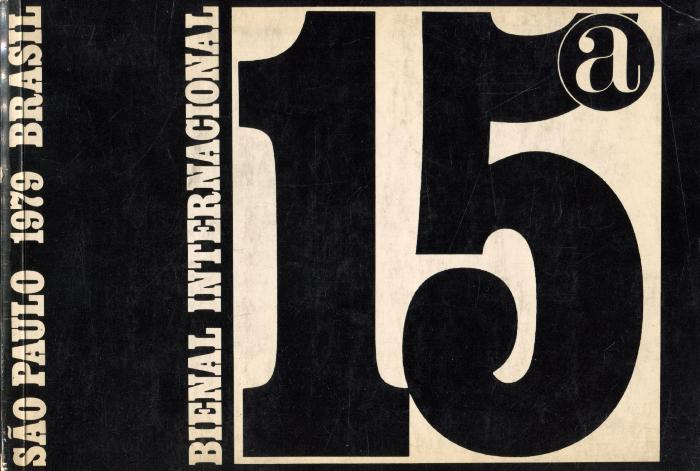 SÃO PAULO 1979 BRASIL
BIENAL INTERNACIONAL
15ª